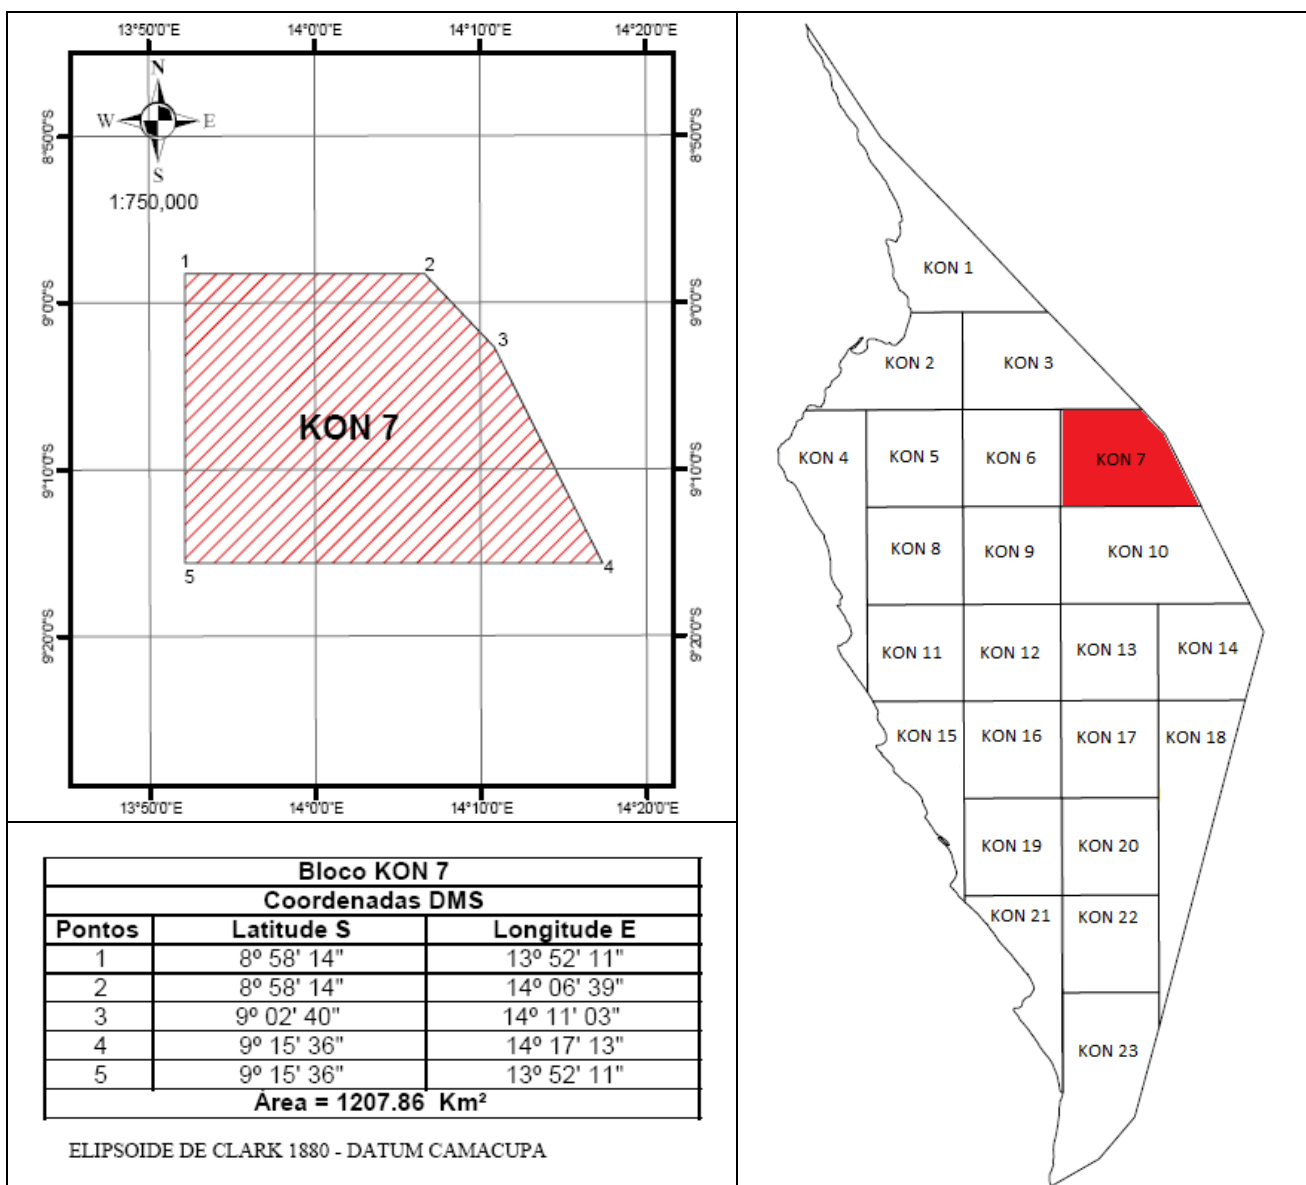 13°50'0"E 14°0'0"E 14°10'0"E 14°20'0"E
N
W E
S
1:750,000
8°50'0"S 8°50'0"S
9°0'0"S 9°0'0"S
9°10'0"S 9°10'0"S
9°20'0"S 9°20'0"S
1 2
3
KON 7
5 4
13°50'0"E 14°0'0"E 14°10'0"E 14°20'0"E
Bloco KON 7
Coordenadas DMS
Pontos Latitude S Longitude E
1 8º 58' 14" 13º 52' 11"
2 8º 58' 14" 14º 06' 39"
3 9º 02' 40" 14º 11' 03"
4 9º 15' 36" 14º 17' 13"
5 9º 15' 36" 13º 52' 11"
Área = 1207.86 Km²
ELIPSOIDE DE CLARK 1880 - DATUM CAMACUPA
KON 1
KON 2 KON 3
KON 4 KON 5 KON 6 KON 7
KON 8 KON 9 KON 10
KON 11 KON 12 KON 13 KON 14
KON 15 KON 16 KON 17 KON 18
KON 19 KON 20
KON 21 KON 22
KON 23